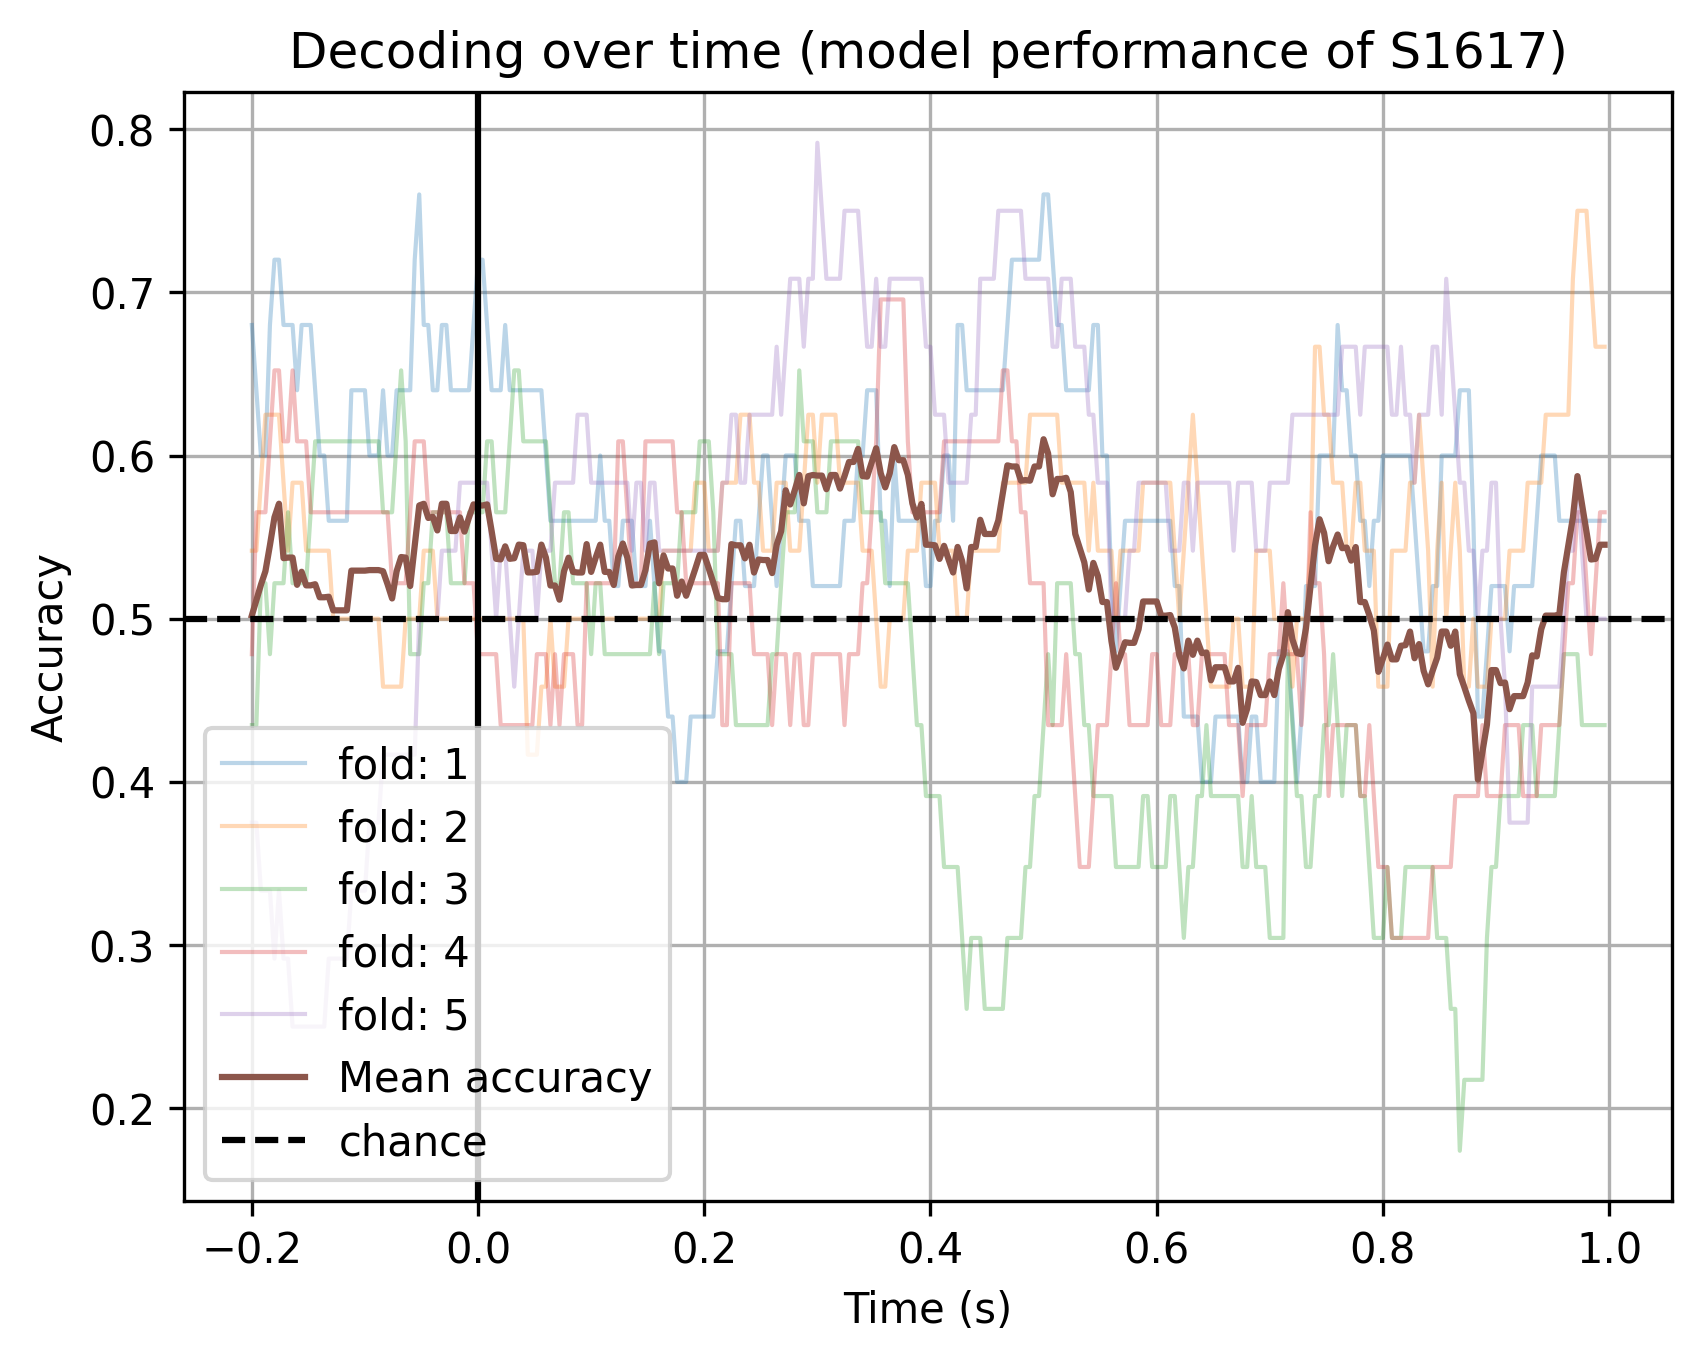 Decoding over time (model performance of S1617)
Accuracy
0.8
0.7
0.6
0.5
0.4
0.3
0.2
fold: 1
fold: 2
fold: 3
fold: 4
fold: 5
Mean accuracy
chance
−0.2 0.0 0.2 0.4 0.6 0.8 1.0
Time (s)